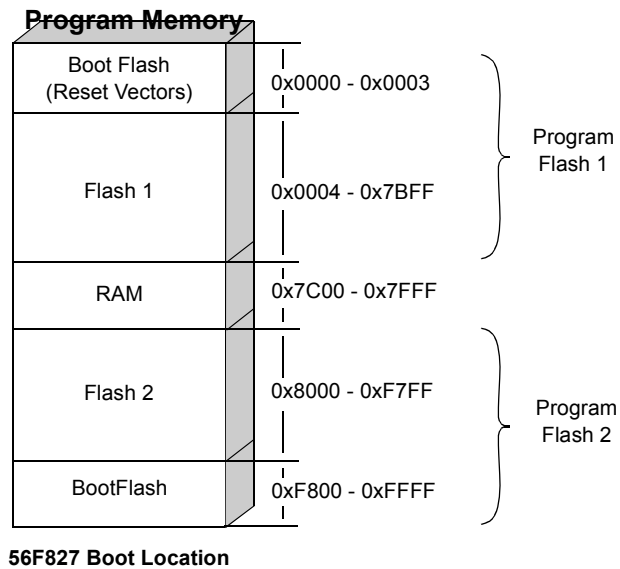 Program Memory
Boot Flash
(Reset Vectors)
0x0000 - 0x0003
Program
Flash 1
Flash 1
0x0004 - 0x7BFF
RAM
0x7C00 - 0x7FFF
Flash 2
0x8000 - 0xF7FF
Program
Flash 2
BootFlash
0xF800 - 0xFFFF
56F827 Boot Location